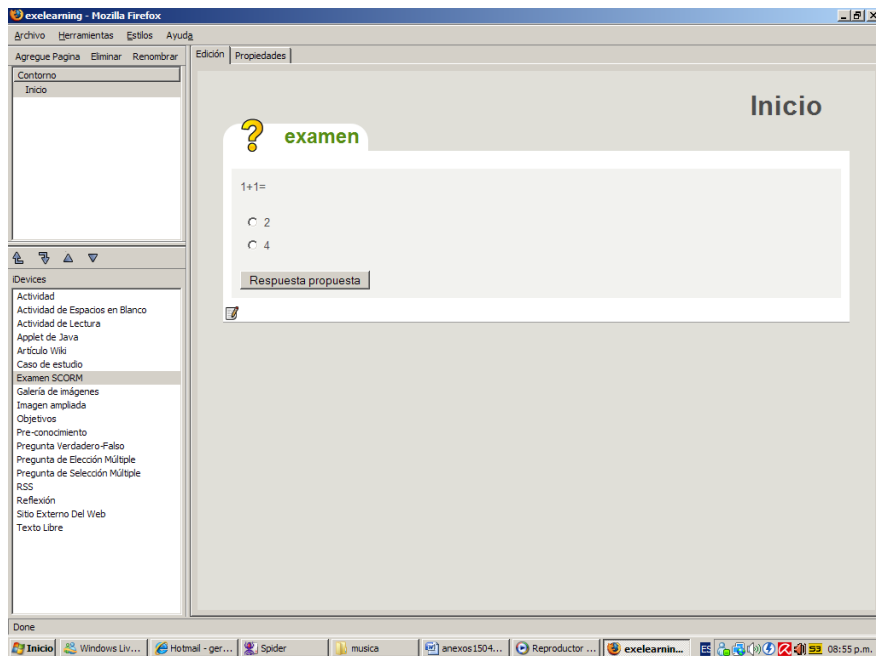 exelearning - Mozilla Firefox
Archivo Herramientas Estilos Ayuda
Agregue Pagina Eliminar Renombrar
Contorno
Inicio
Edición Propiedades
Inicio
examen
1+1=
2
4
Respuesta propuesta
iDevices
Actividad
Actividad de Espacios en Blanco
Actividad de Lectura
Applet de Java
Artículo Wiki
Caso de estudio
Examen SCORM
Galería de imágenes
Imagen ampliada
Objetivos
Pre-conocimiento
Pregunta Verdadero-Falso
Pregunta de Elección Múltiple
Pregunta de Selección Múltiple
RSS
Reflexión
Sitio Externo Del Web
Texto Libre
Done
Inicio Windows Liv... Hotmail - ger... Spider musica anexos1504... Reproductor ... exelearnin... ES 53 08:55 p.m.